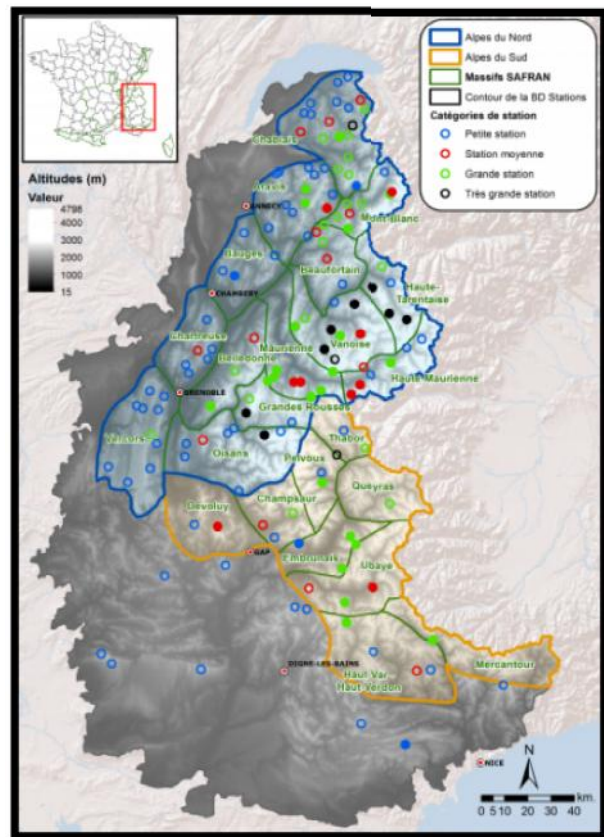 Alpes du Nord
Alpes du Sud
Massifs SAFRAN
Contour de la BD Stations
Catégories de station
Petite station
Station moyenne
Grande station
Très grande station
Altitudes (m)
Valeur
4798
4000
3000
2000
1000
15
Chablais
Aravis
ANNECY
Mont-Blanc
Bauges
Beaufortain
Haute-
Tarentaise
CHAMBERY
Chartreuse
Maurienne
Vanoise
Belledonne
Haute-Maurienne
GRENOBLE
Grandes Rousses
Vercors
Thabor
Oisans
Pelvoux
Queyras
Champsaur
Dévoluy
GAP
Embrunais
Ubaye
DIGNE-LES-BAINS
Mercantour
Haut-Var
Haut-Verdon
NICE
N
0 5 10 20 30 40
km.